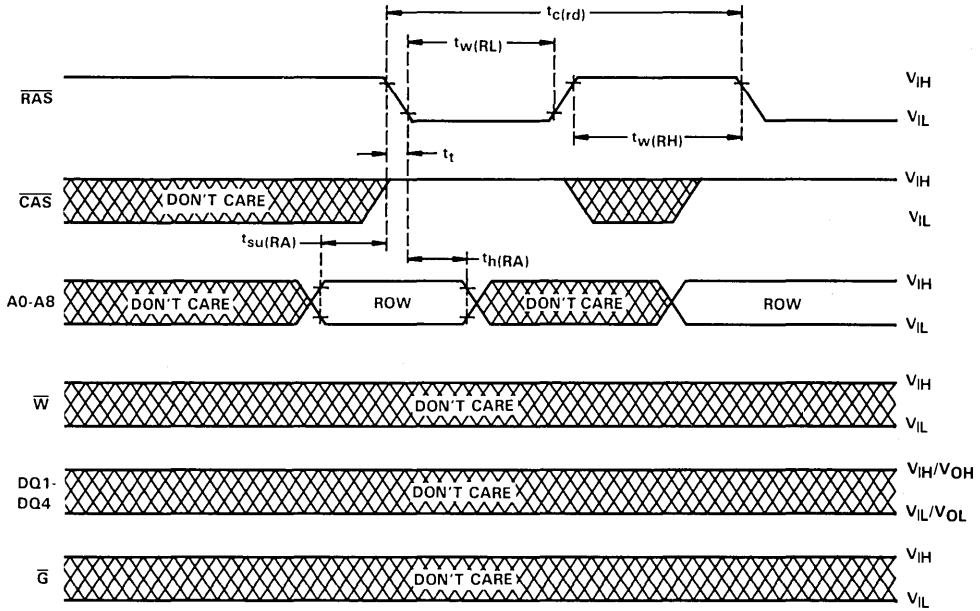 tc(rd)
tw(RL)
R̅A̅S̅
VIH
VIL
tw(RH)
tt
C̅A̅S̅
DON'T CARE
VIH
VIL
tsu(RA)
th(RA)
A0-A8
DON'T CARE
ROW
DON'T CARE
ROW
VIH
VIL
W̅
DON'T CARE
VIH
VIL
DQ1-
DQ4
DON'T CARE
VIH/VOH
VIL/VOL
G̅
DON'T CARE
VIH
VIL